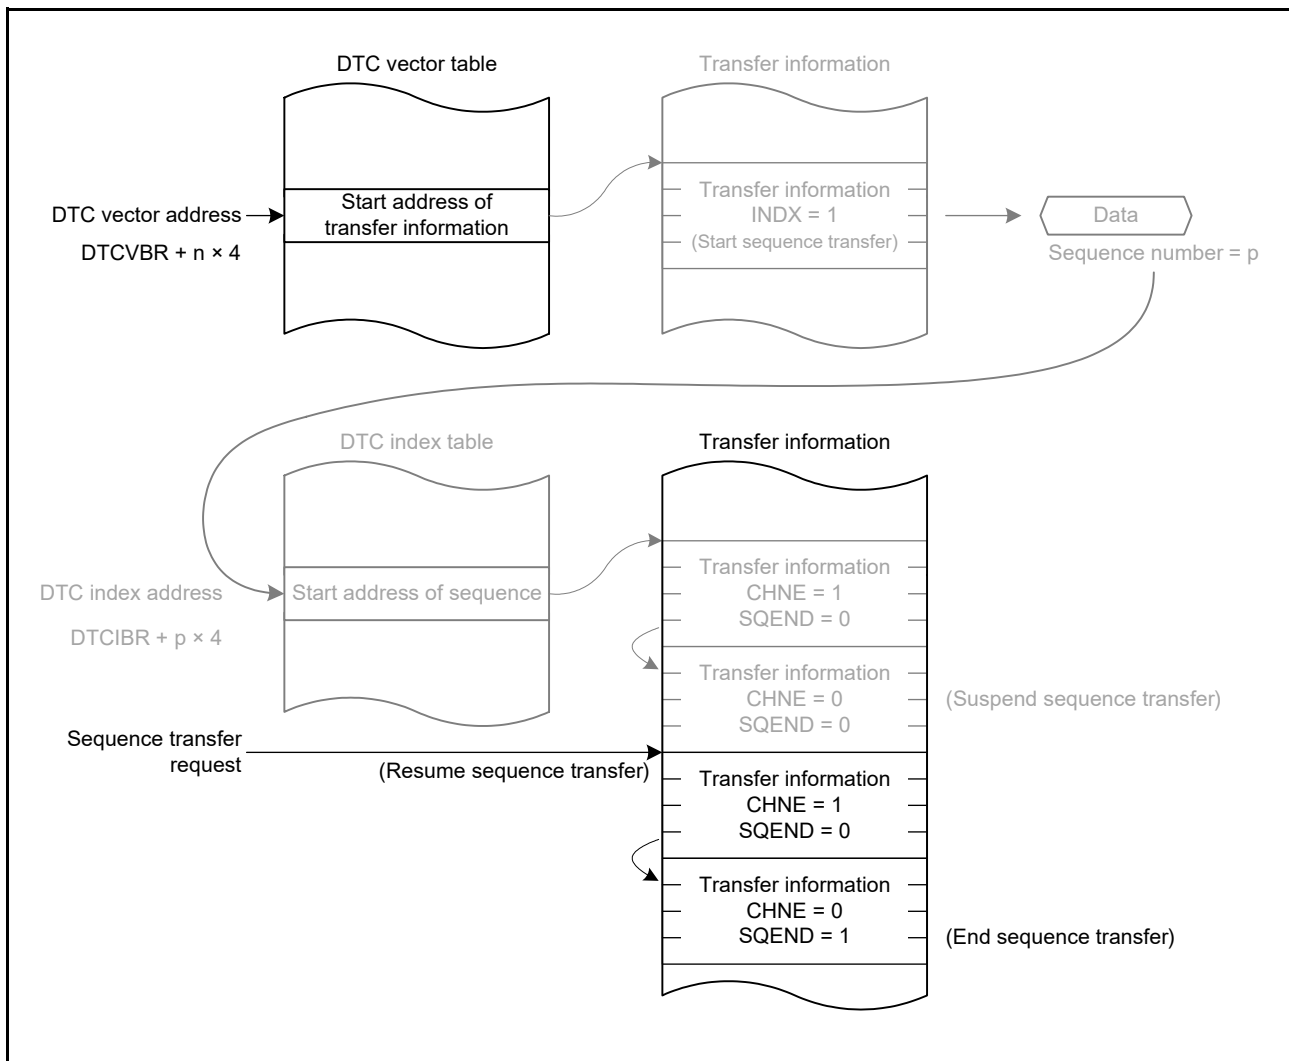 DTC vector table
Transfer information
DTC vector address
DTCVBR + n × 4
Start address of
transfer information
Transfer information
INDX = 1
(Start sequence transfer)
Data
Sequence number = p
DTC index table
Transfer information
DTC index address
DTCIBR + p × 4
Start address of sequence
Transfer information
CHNE = 1
SQEND = 0
Transfer information
CHNE = 0
SQEND = 0
(Suspend sequence transfer)
Sequence transfer
request
(Resume sequence transfer)
Transfer information
CHNE = 1
SQEND = 0
Transfer information
CHNE = 0
SQEND = 1
(End sequence transfer)